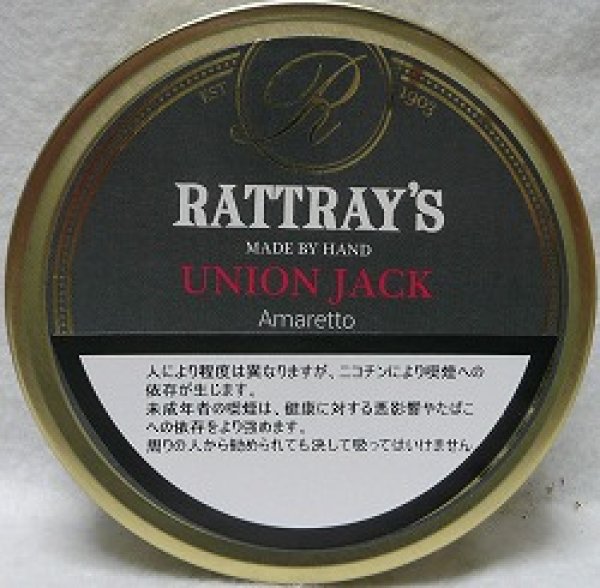 R
EST 1903
RATTRAY'S
MADE BY HAND
UNION JACK
Amaretto
人により程度は異なりますが、ニコチンにより喫煙への
依存が生じます。
未成年者の喫煙は、健康に対する悪影響やたばこ
への依存をより強めます。
周りの人から勧められても決して吸ってはいけません。